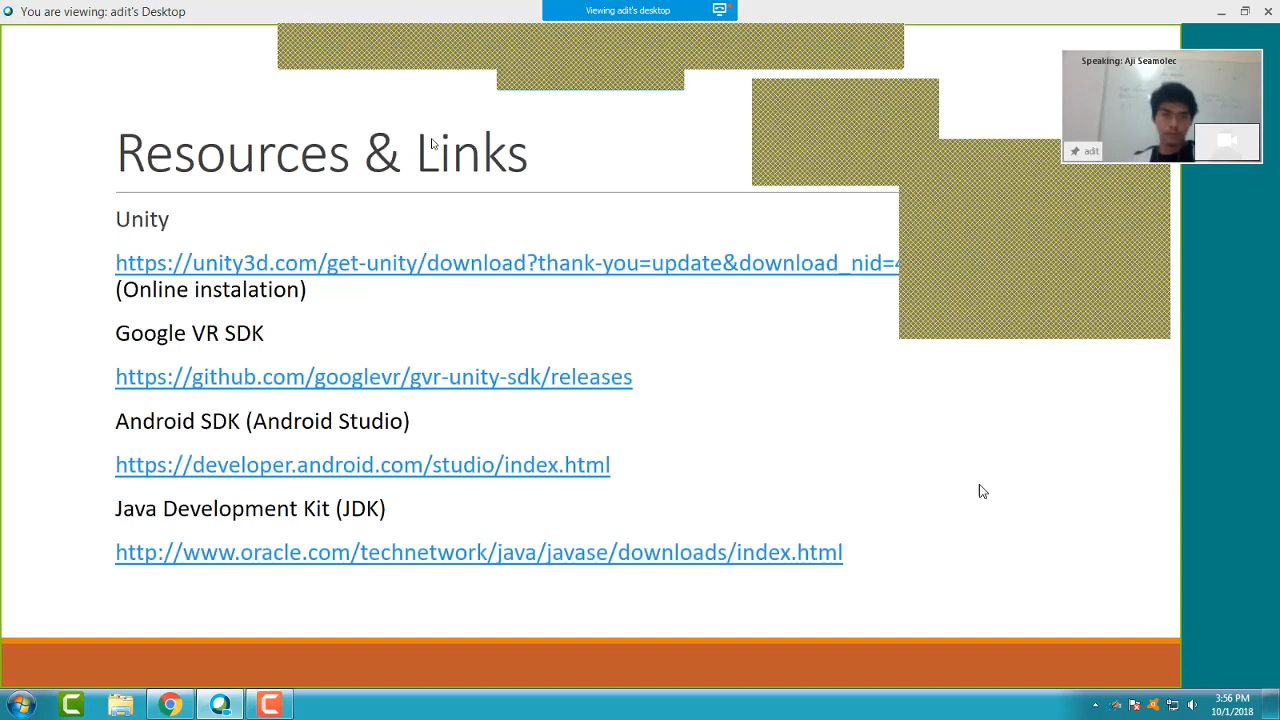 You are viewing: adit's Desktop
Viewing adit's desktop
Speaking: Aji Seamolec
adit
Resources & Links
Unity
https://unity3d.com/get-unity/download?thank-you=update&download_nid=
(Online instalation)
Google VR SDK
https://github.com/googlevr/gvr-unity-sdk/releases
Android SDK (Android Studio)
https://developer.android.com/studio/index.html
Java Development Kit (JDK)
http://www.oracle.com/technetwork/java/javase/downloads/index.html
3:56 PM
10/1/2018